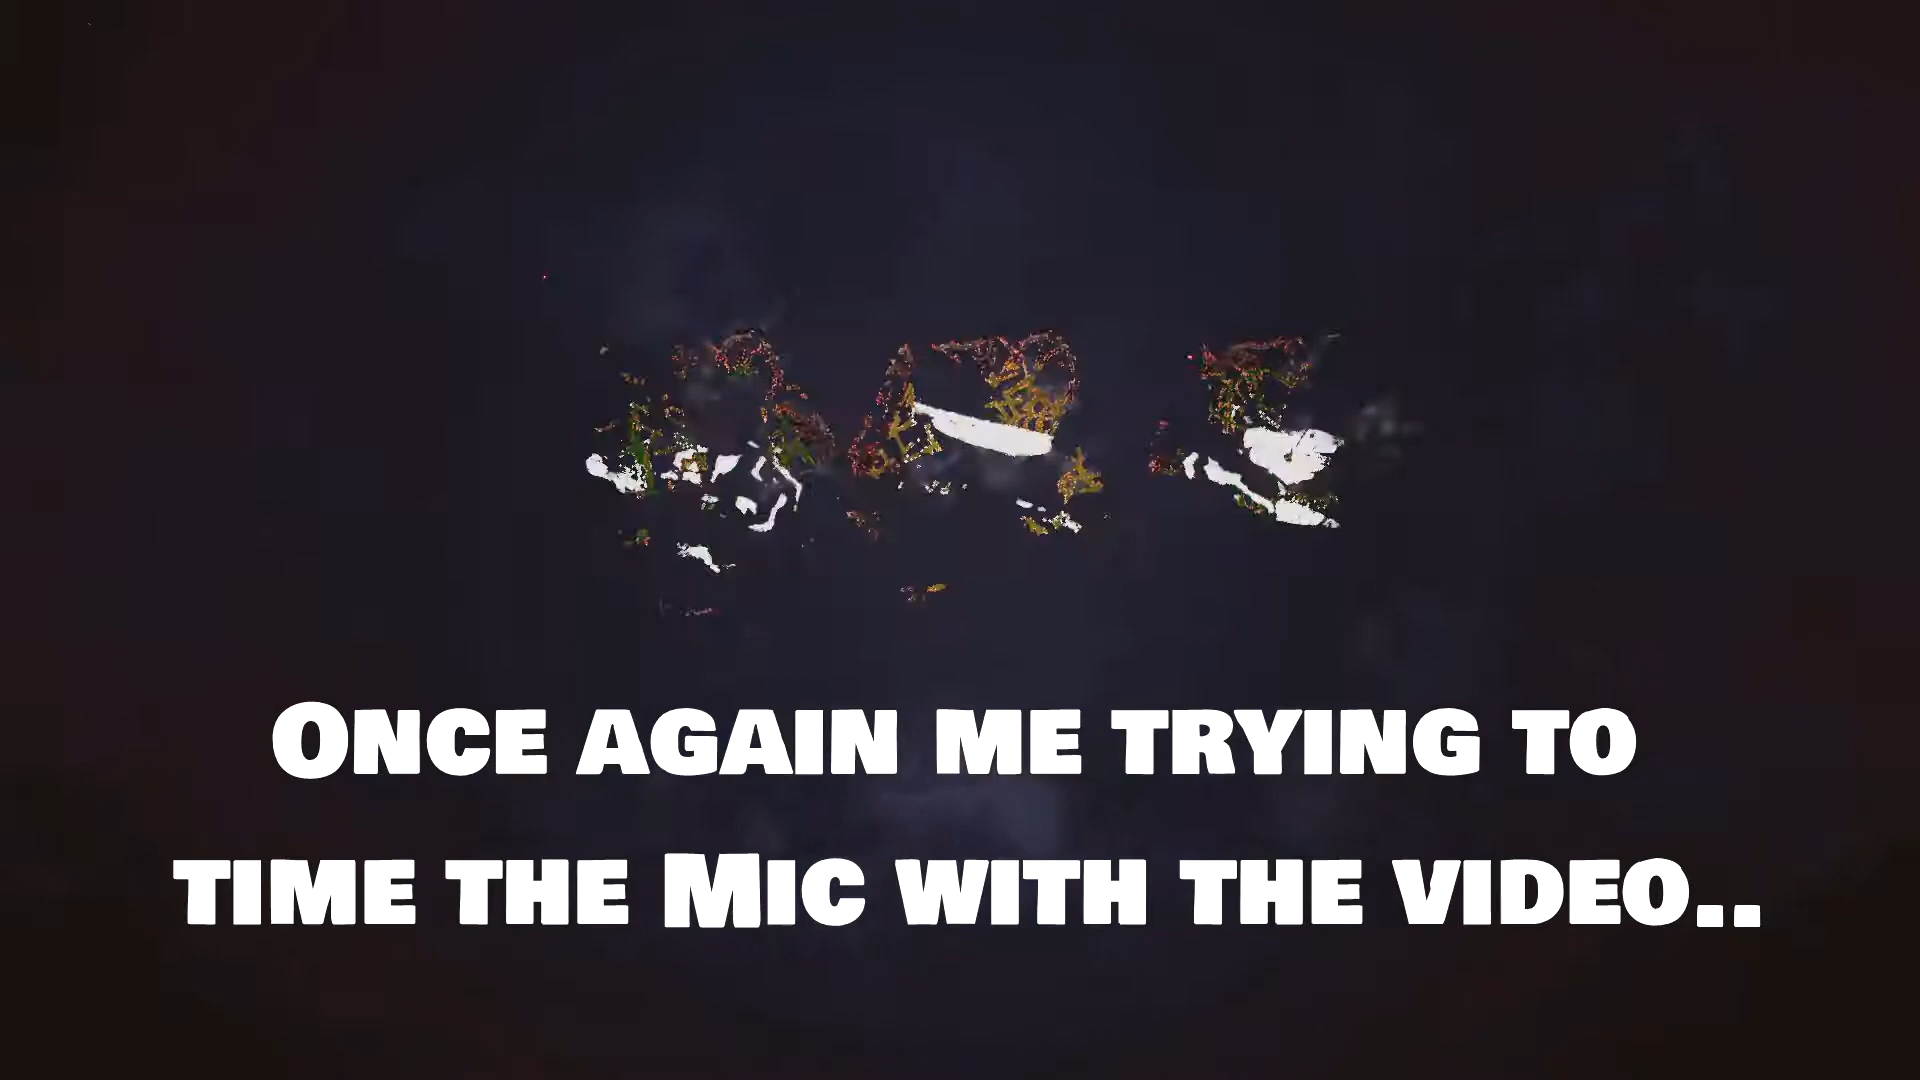 Once again me trying to
time the Mic with the video..